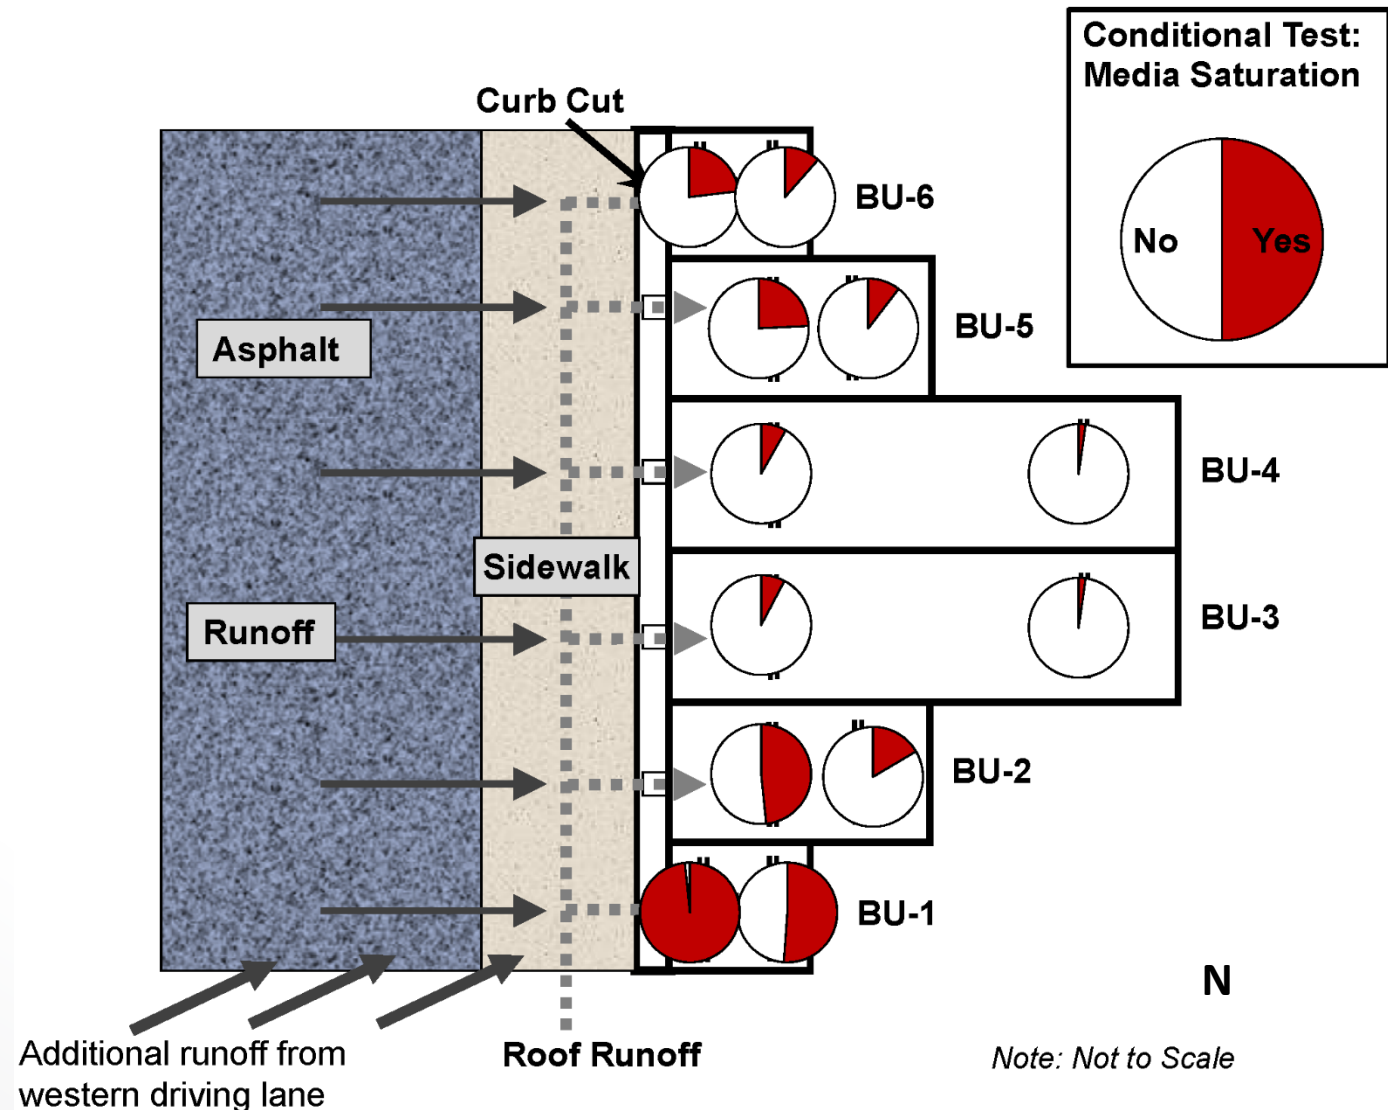 Conditional Test:
Media Saturation
No
Yes
Curb Cut
BU-6
BU-5
Asphalt
BU-4
Sidewalk
BU-3
Runoff
BU-2
BU-1
N
Additional runoff from
western driving lane
Roof Runoff
Note: Not to Scale